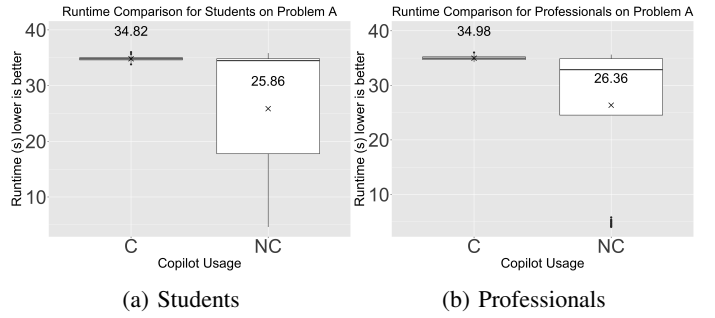 Runtime Comparison for Students on Problem A
Runtime (s) lower is better
40
30
20
10
34.82
25.86
C
NC
Copilot Usage
(a) Students
Runtime Comparison for Professionals on Problem A
Runtime (s) lower is better
40
30
20
10
34.98
26.36
C
NC
Copilot Usage
(b) Professionals